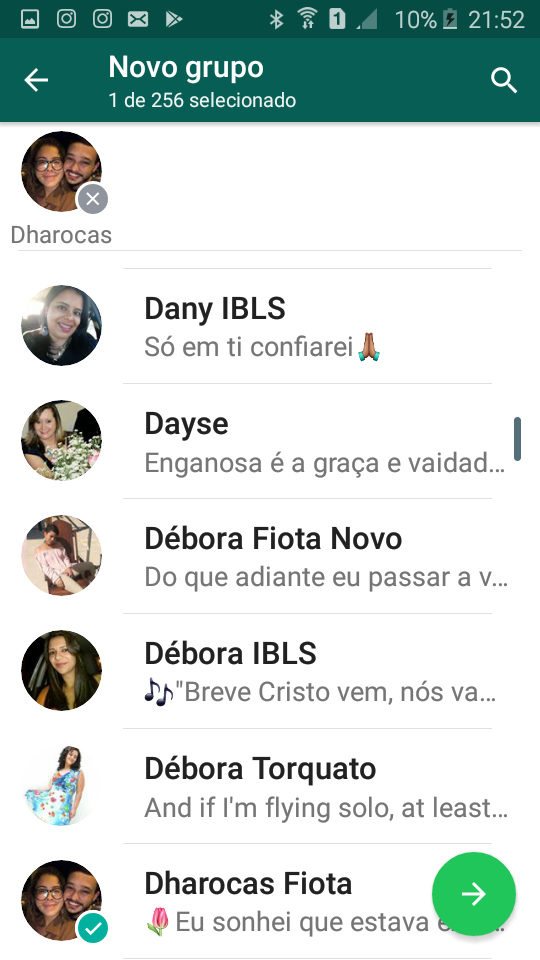 10% 21:52
Novo grupo
1 de 256 selecionado
Dharocas
Dany IBLS
Só em ti confiarei🙏🏾
Dayse
Enganosa é a graça e vaidad...
Débora Fiota Novo
Do que adiante eu passar a v...
Débora IBLS
🎶"Breve Cristo vem, nós va...
Débora Torquato
And if I'm flying solo, at least...
Dharocas Fiota
🌷Eu sonhei que estava